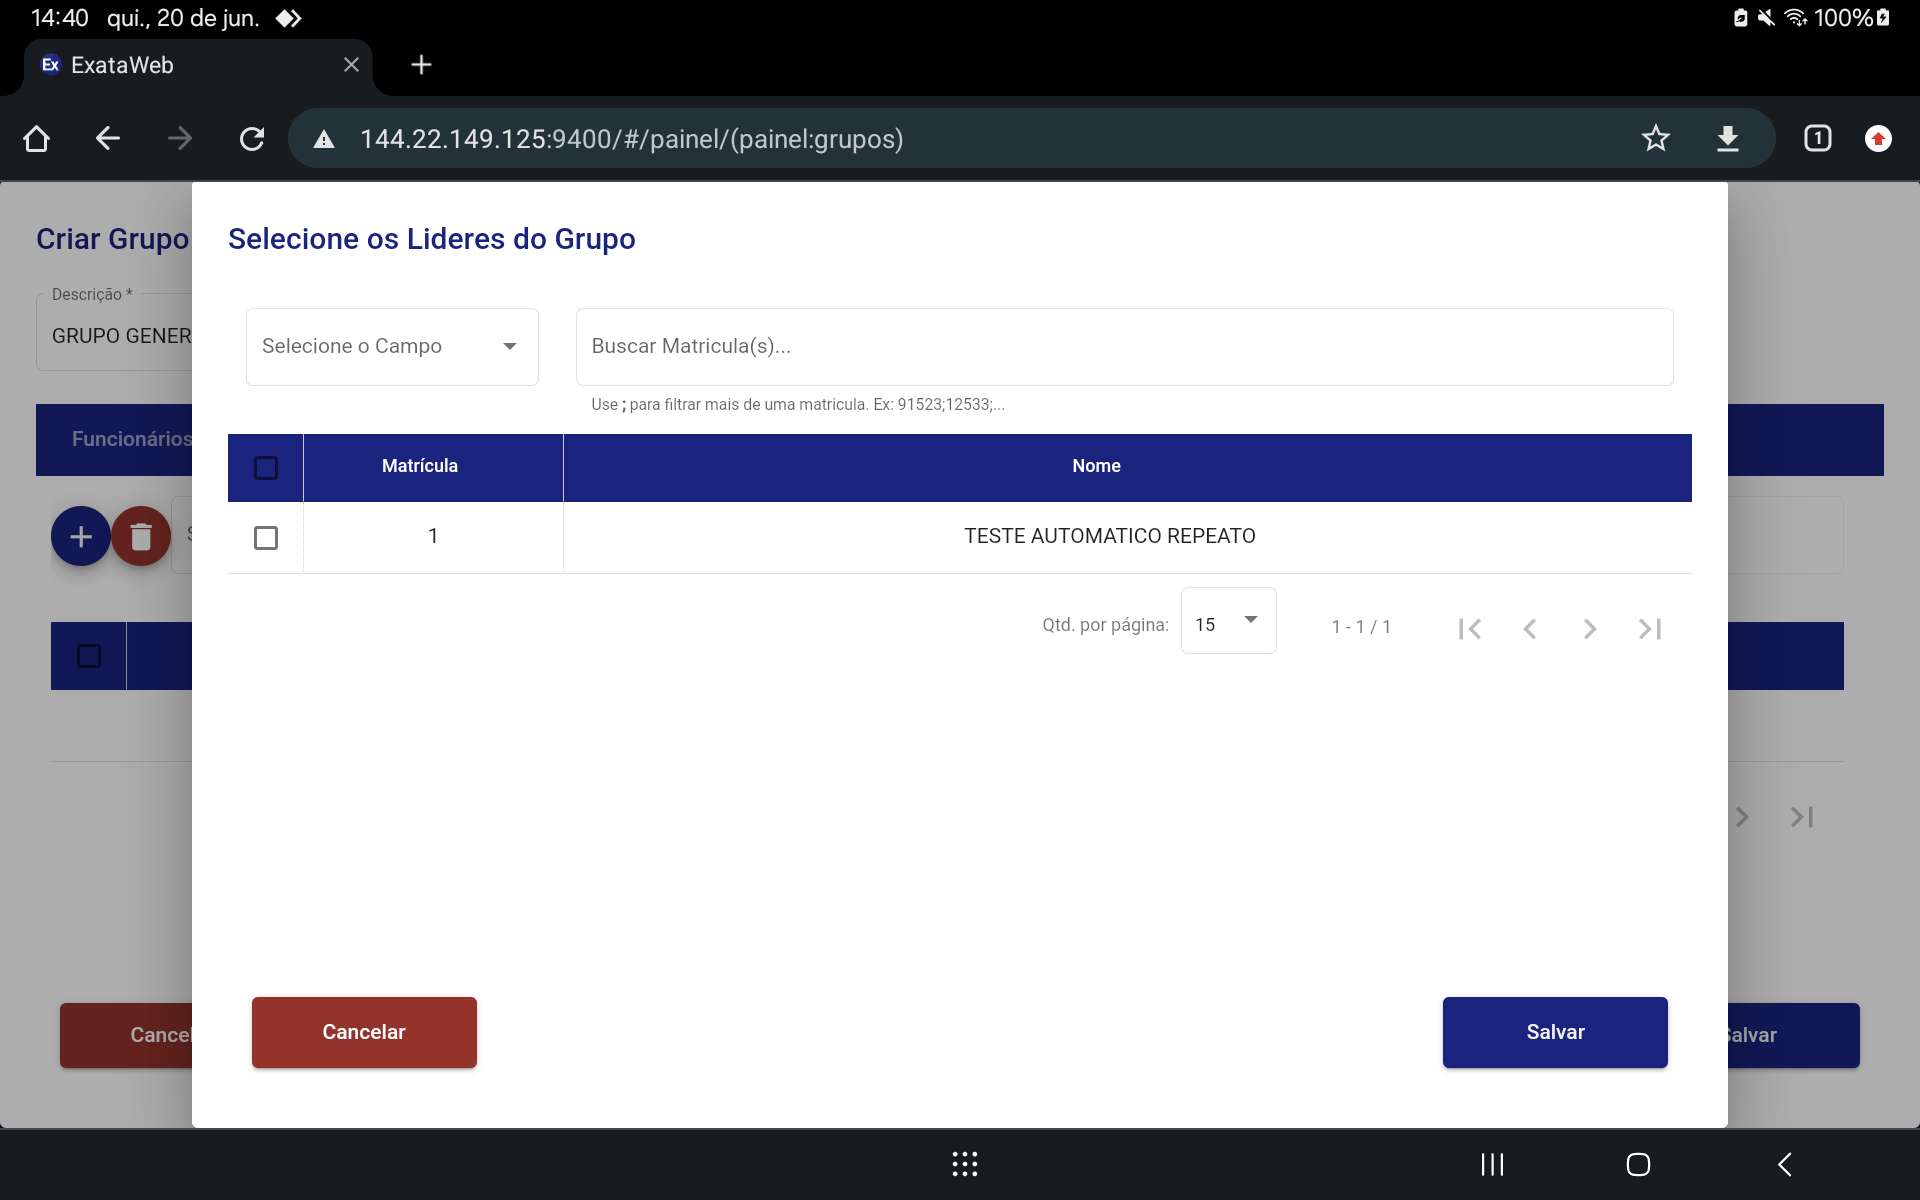 14:40 qui., 20 de jun. 100%
Ex ExataWeb
144.22.149.125:9400/#/painel/(painel:grupos) 1
Criar Grupo
Selecione os Lideres do Grupo
Descrição *
GRUPO GENER
Selecione o Campo
Buscar Matricula(s)...
Use ; para filtrar mais de uma matricula. Ex: 91523;12533;...
Funcionários
Matrícula Nome
1 TESTE AUTOMATICO REPEATO
Qtd. por página: 15 1 - 1 / 1
Cancel
Cancelar
Salvar
Salvar